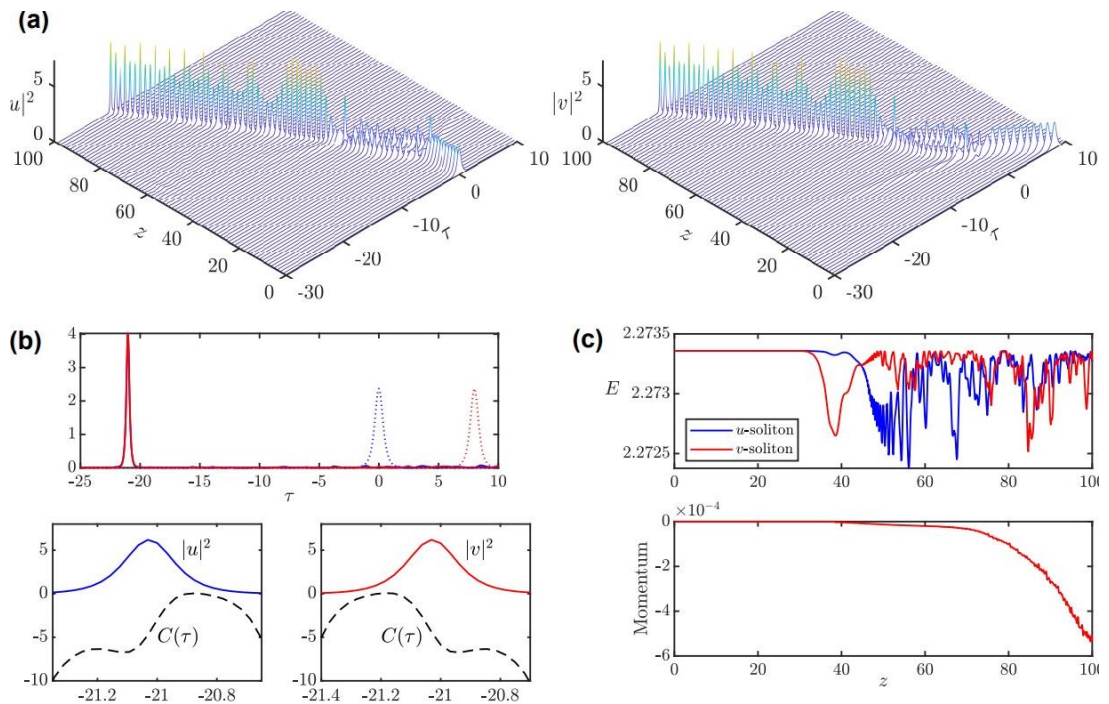 (a)
5
0
u|^2
100
80
60
40
20
0
z
10
0
-10
-20
-30
τ
5
0
|v|^2
100
80
60
40
20
0
z
10
0
-10
-20
-30
τ
(b)
4
3
2
1
0
-25 -20 -15 -10 -5 0 5 10
τ
5
0
-5
-10
|u|^2
C(τ)
-21.2 -21 -20.8
5
0
-5
-10
|v|^2
C(τ)
-21.4 -21.2 -21 -20.8
(c)
2.2735
E
2.273
2.2725
u-soliton
v-soliton
0 20 40 60 80 100
×10^-4
0
-2
-4
-6
Momentum
0 20 40 60 80 100
z